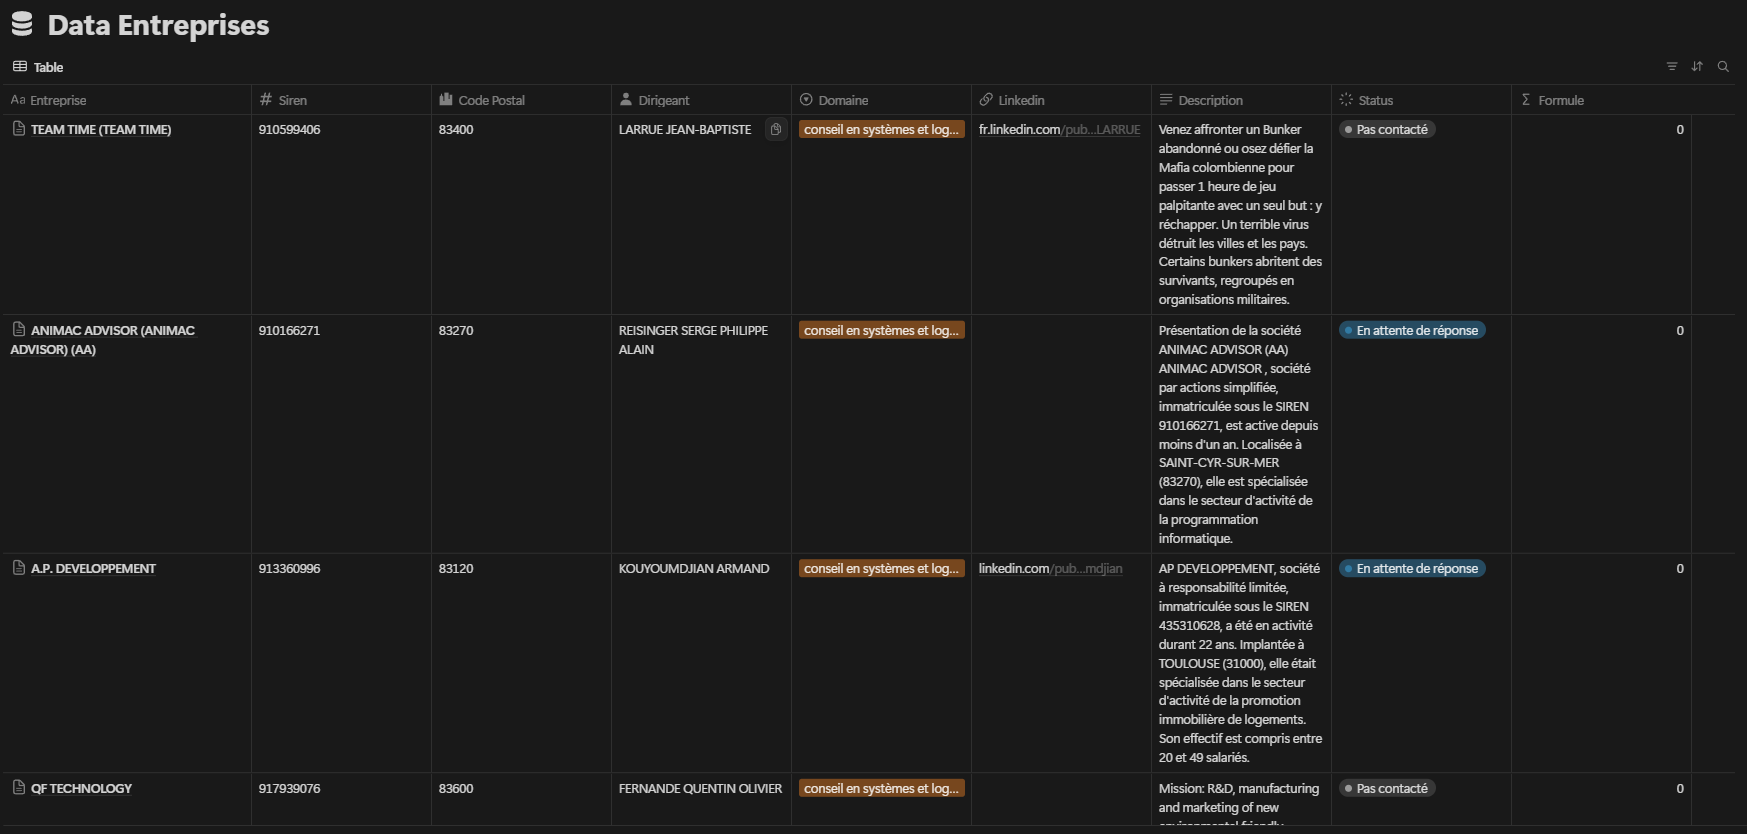 Data Entreprises
Table
Aa Entreprise
# Siren
Code Postal
Dirigeant
Domaine
Linkedin
Description
Status
Σ Formule
TEAM TIME (TEAM TIME)
910599406
83400
LARRUE JEAN-BAPTISTE
conseil en systèmes et log...
fr.linkedin.com/pub...LARRUE
Venez affronter un Bunker
abandonné ou osez défier la
Mafia colombienne pour
passer 1 heure de jeu
palpitante avec un seul but : y
réchapper. Un terrible virus
détruit les villes et les pays.
Certains bunkers abritent des
survivants, regroupés en
organisations militaires.
Pas contacté
0
ANIMAC ADVISOR (ANIMAC
ADVISOR) (AA)
910166271
83270
REISINGER SERGE PHILIPPE
ALAIN
conseil en systèmes et log...
Présentation de la société
ANIMAC ADVISOR (AA)
ANIMAC ADVISOR , société
par actions simplifiée,
immatriculée sous le SIREN
910166271, est active depuis
moins d'un an. Localisée à
SAINT-CYR-SUR-MER
(83270), elle est spécialisée
dans le secteur d'activité de
la programmation
informatique.
En attente de réponse
0
A.P. DEVELOPPEMENT
913360996
83120
KOUYOUMDJIAN ARMAND
conseil en systèmes et log...
linkedin.com/pub...mdjian
AP DEVELOPPEMENT, société
à responsabilité limitée,
immatriculée sous le SIREN
435310628, a été en activité
durant 22 ans. Implantée à
TOULOUSE (31000), elle était
spécialisée dans le secteur
d'activité de la promotion
immobilière de logements.
Son effectif est compris entre
20 et 49 salariés.
En attente de réponse
0
QF TECHNOLOGY
917939076
83600
FERNANDE QUENTIN OLIVIER
conseil en systèmes et log...
Mission: R&D, manufacturing
and marketing of new
environmental friendly
Pas contacté
0